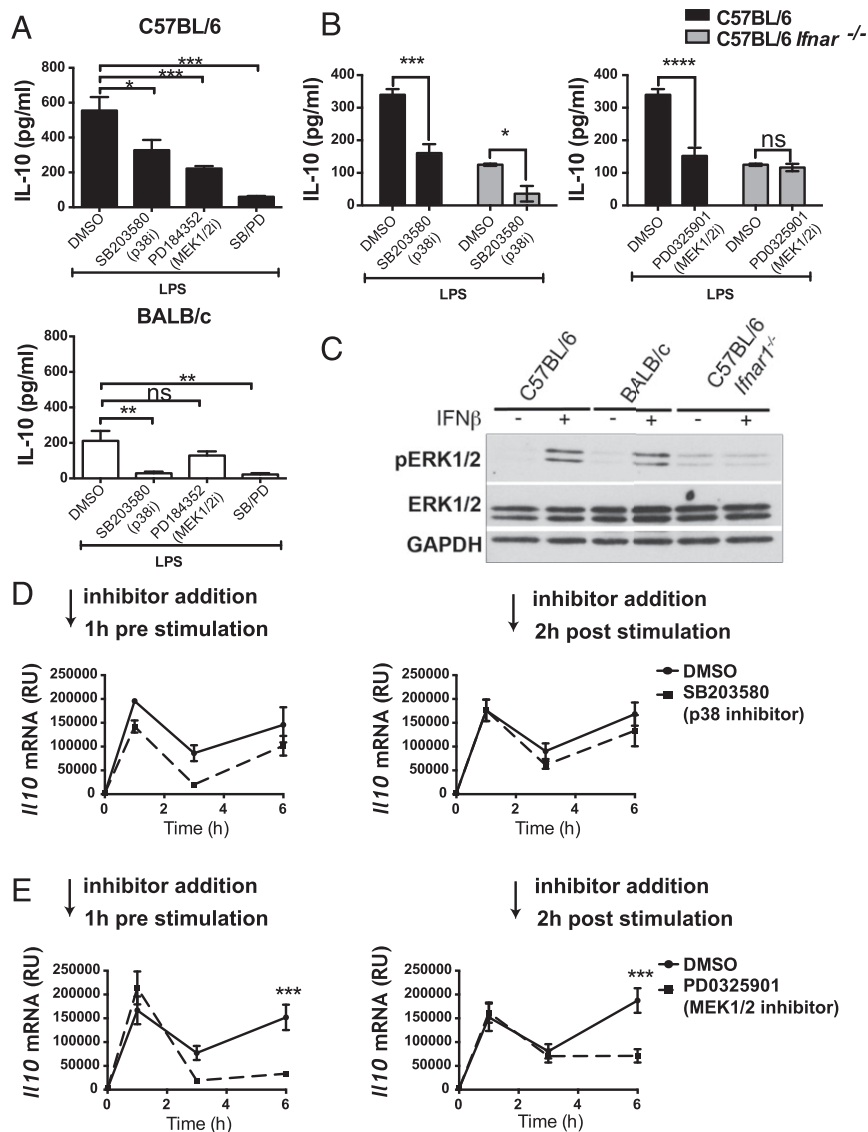 A
C57BL/6
IL-10 (pg/ml)
800
600
400
200
0
***
***
*
DMSO
SB203580
(p38i)
PD184352
(MEK1/2i)
SB/PD
LPS
BALB/c
IL-10 (pg/ml)
800
600
400
200
0
**
ns
**
DMSO
SB203580
(p38i)
PD184352
(MEK1/2i)
SB/PD
LPS
B
C57BL/6
C57BL/6 Ifnar -/-
IL-10 (pg/ml)
400
300
200
100
0
***
*
DMSO
SB203580
(p38i)
DMSO
SB203580
(p38i)
LPS
IL-10 (pg/ml)
400
300
200
100
0
****
ns
DMSO
PD0325901
(MEK1/2i)
DMSO
PD0325901
(MEK1/2i)
LPS
C
C57BL/6
BALB/c
C57BL/6
Ifnar1-/-
IFNβ - + - + - +
pERK1/2
ERK1/2
GAPDH
D
inhibitor addition
1h pre stimulation
Il10 mRNA (RU)
250000
200000
150000
100000
50000
0
0 2 4 6
Time (h)
inhibitor addition
2h post stimulation
Il10 mRNA (RU)
250000
200000
150000
100000
50000
0
0 2 4 6
Time (h)
DMSO
SB203580
(p38 inhibitor)
E
inhibitor addition
1h pre stimulation
Il10 mRNA (RU)
250000
200000
150000
100000
50000
0
***
0 2 4 6
Time (h)
inhibitor addition
2h post stimulation
Il10 mRNA (RU)
250000
200000
150000
100000
50000
0
***
0 2 4 6
Time (h)
DMSO
PD0325901
(MEK1/2 inhibitor)